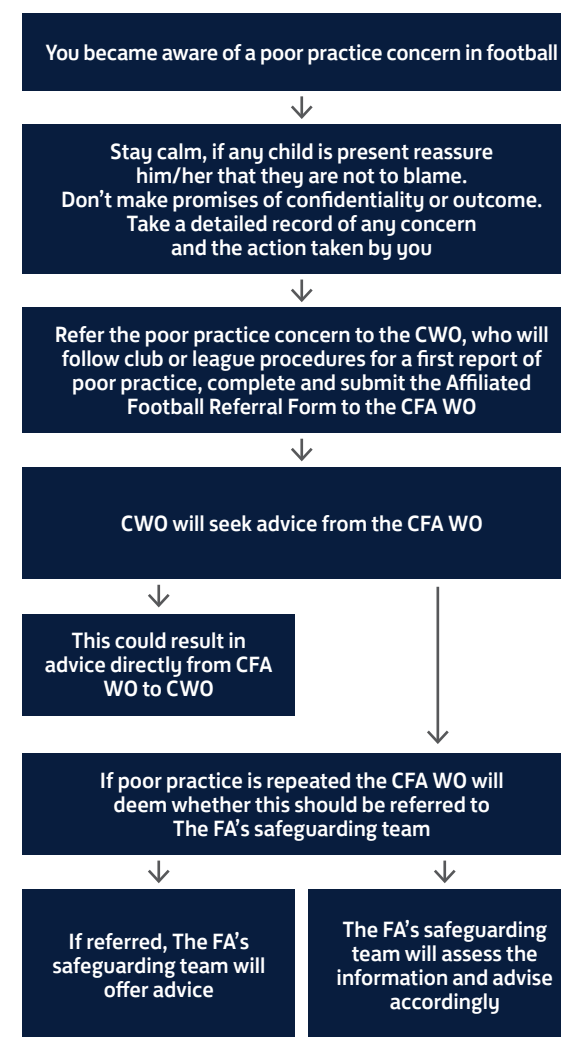 You became aware of a poor practice concern in football
Stay calm, if any child is present reassure
him/her that they are not to blame.
Don't make promises of confidentiality or outcome.
Take a detailed record of any concern
and the action taken by you
Refer the poor practice concern to the CWO, who will
follow club or league procedures for a first report of
poor practice, complete and submit the Affiliated
Football Referral Form to the CFA WO
CWO will seek advice from the CFA WO
This could result in
advice directly from CFA
WO to CWO
If poor practice is repeated the CFA WO will
deem whether this should be referred to
The FA's safeguarding team
If referred, The FA's
safeguarding team will
offer advice
The FA's safeguarding
team will assess the
information and advise
accordingly